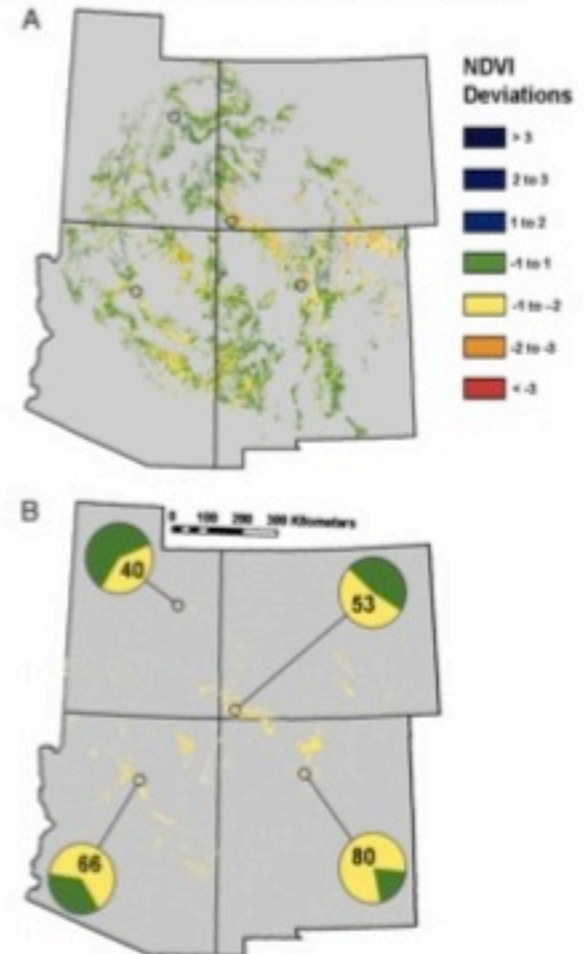 A
NDVI
Deviations
> 3
2 to 3
1 to 2
-1 to 1
-1 to -2
-2 to -3
< -3
B
0 100 200 300 Kilometers
40
53
66
80